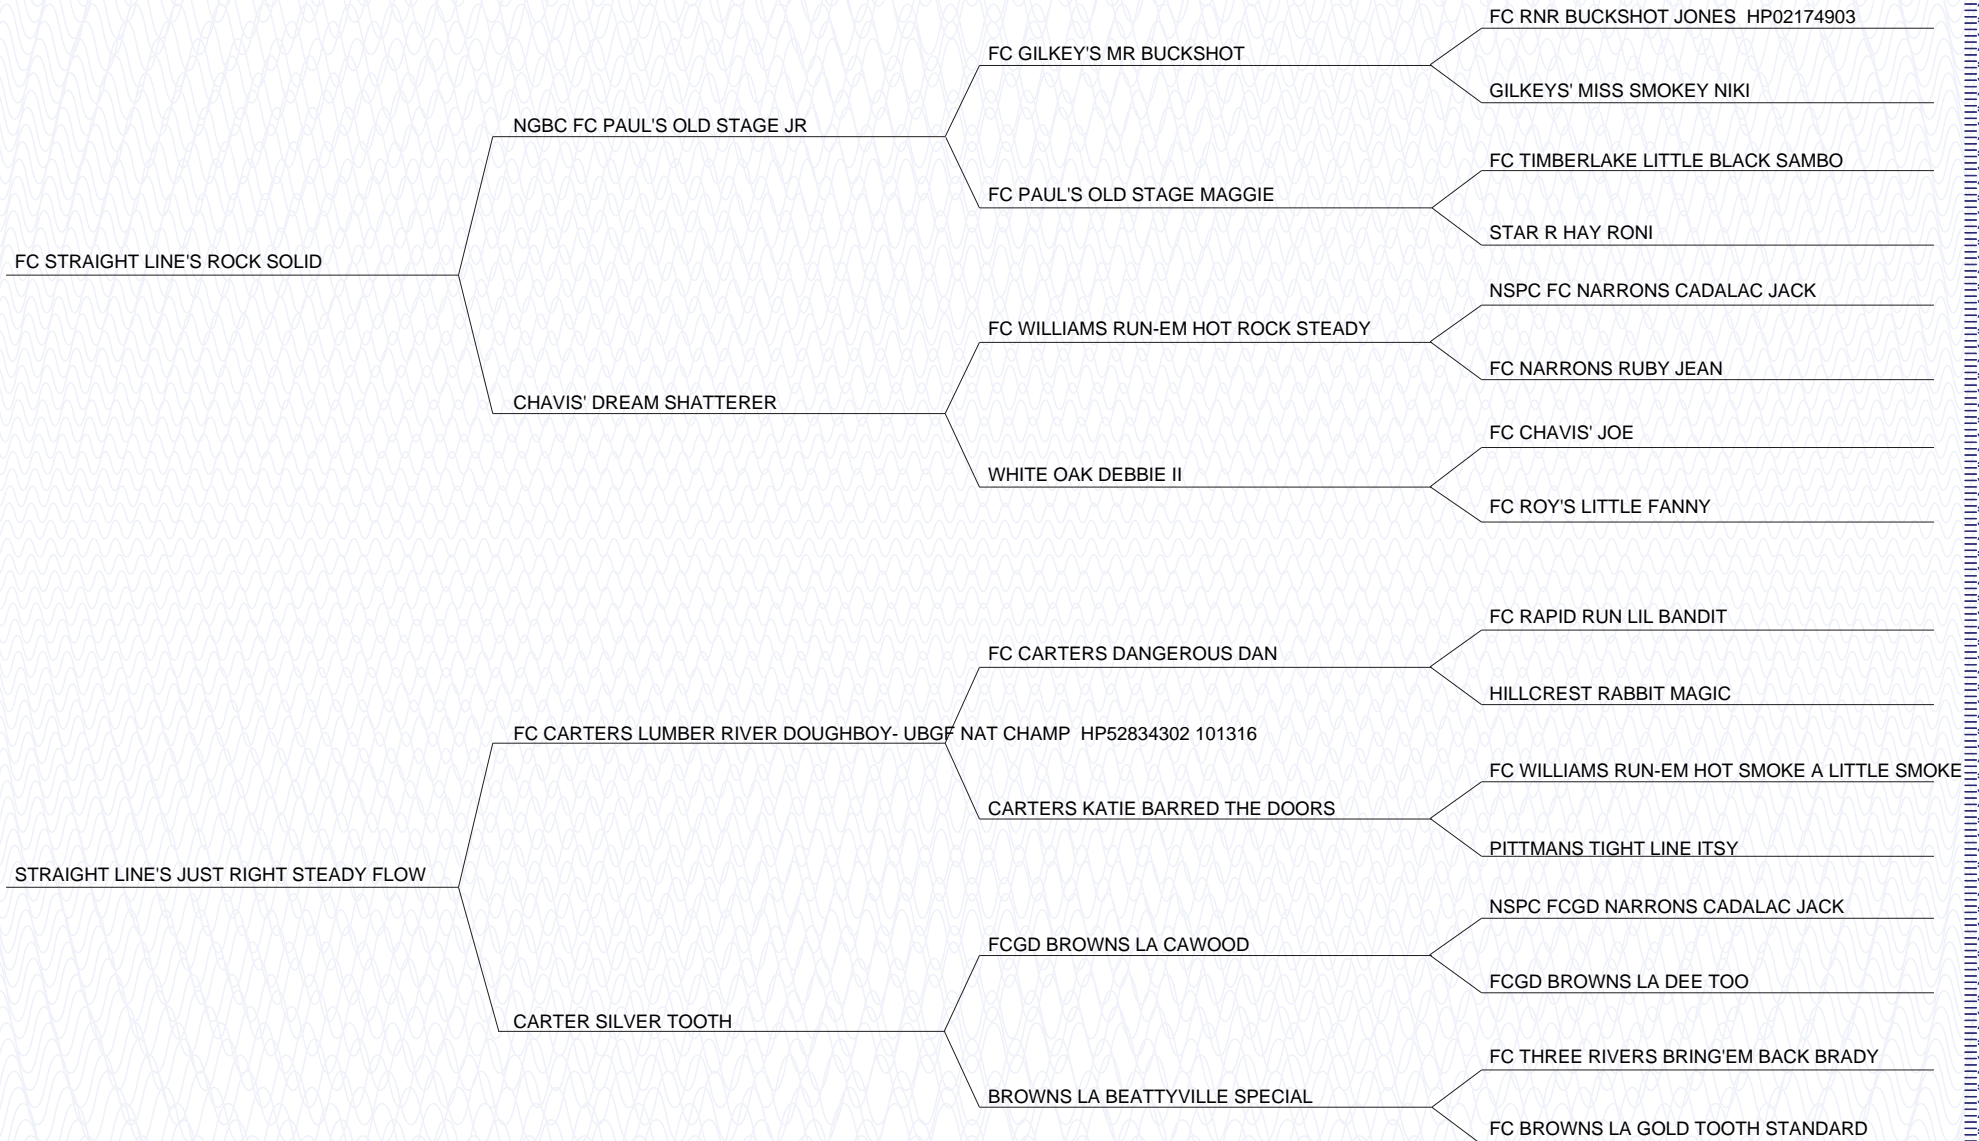 FC RNR BUCKSHOT JONES  HP02174903
FC GILKEY'S MR BUCKSHOT
GILKEYS' MISS SMOKEY NIKI
NGBC FC PAUL'S OLD STAGE JR
FC TIMBERLAKE LITTLE BLACK SAMBO
FC PAUL'S OLD STAGE MAGGIE
STAR R HAY RONI
FC STRAIGHT LINE'S ROCK SOLID
NSPC FC NARRONS CADALAC JACK
FC WILLIAMS RUN-EM HOT ROCK STEADY
FC NARRONS RUBY JEAN
CHAVIS' DREAM SHATTERER
FC CHAVIS' JOE
WHITE OAK DEBBIE II
FC ROY'S LITTLE FANNY
FC RAPID RUN LIL BANDIT
FC CARTERS DANGEROUS DAN
HILLCREST RABBIT MAGIC
FC CARTERS LUMBER RIVER DOUGHBOY- UBGF NAT CHAMP  HP52834302 101316
FC WILLIAMS RUN-EM HOT SMOKE A LITTLE SMOKE
CARTERS KATIE BARRED THE DOORS
PITTMANS TIGHT LINE ITSY
STRAIGHT LINE'S JUST RIGHT STEADY FLOW
NSPC FCGD NARRONS CADALAC JACK
FCGD BROWNS LA CAWOOD
FCGD BROWNS LA DEE TOO
CARTER SILVER TOOTH
FC THREE RIVERS BRING'EM BACK BRADY
BROWNS LA BEATTYVILLE SPECIAL
FC BROWNS LA GOLD TOOTH STANDARD